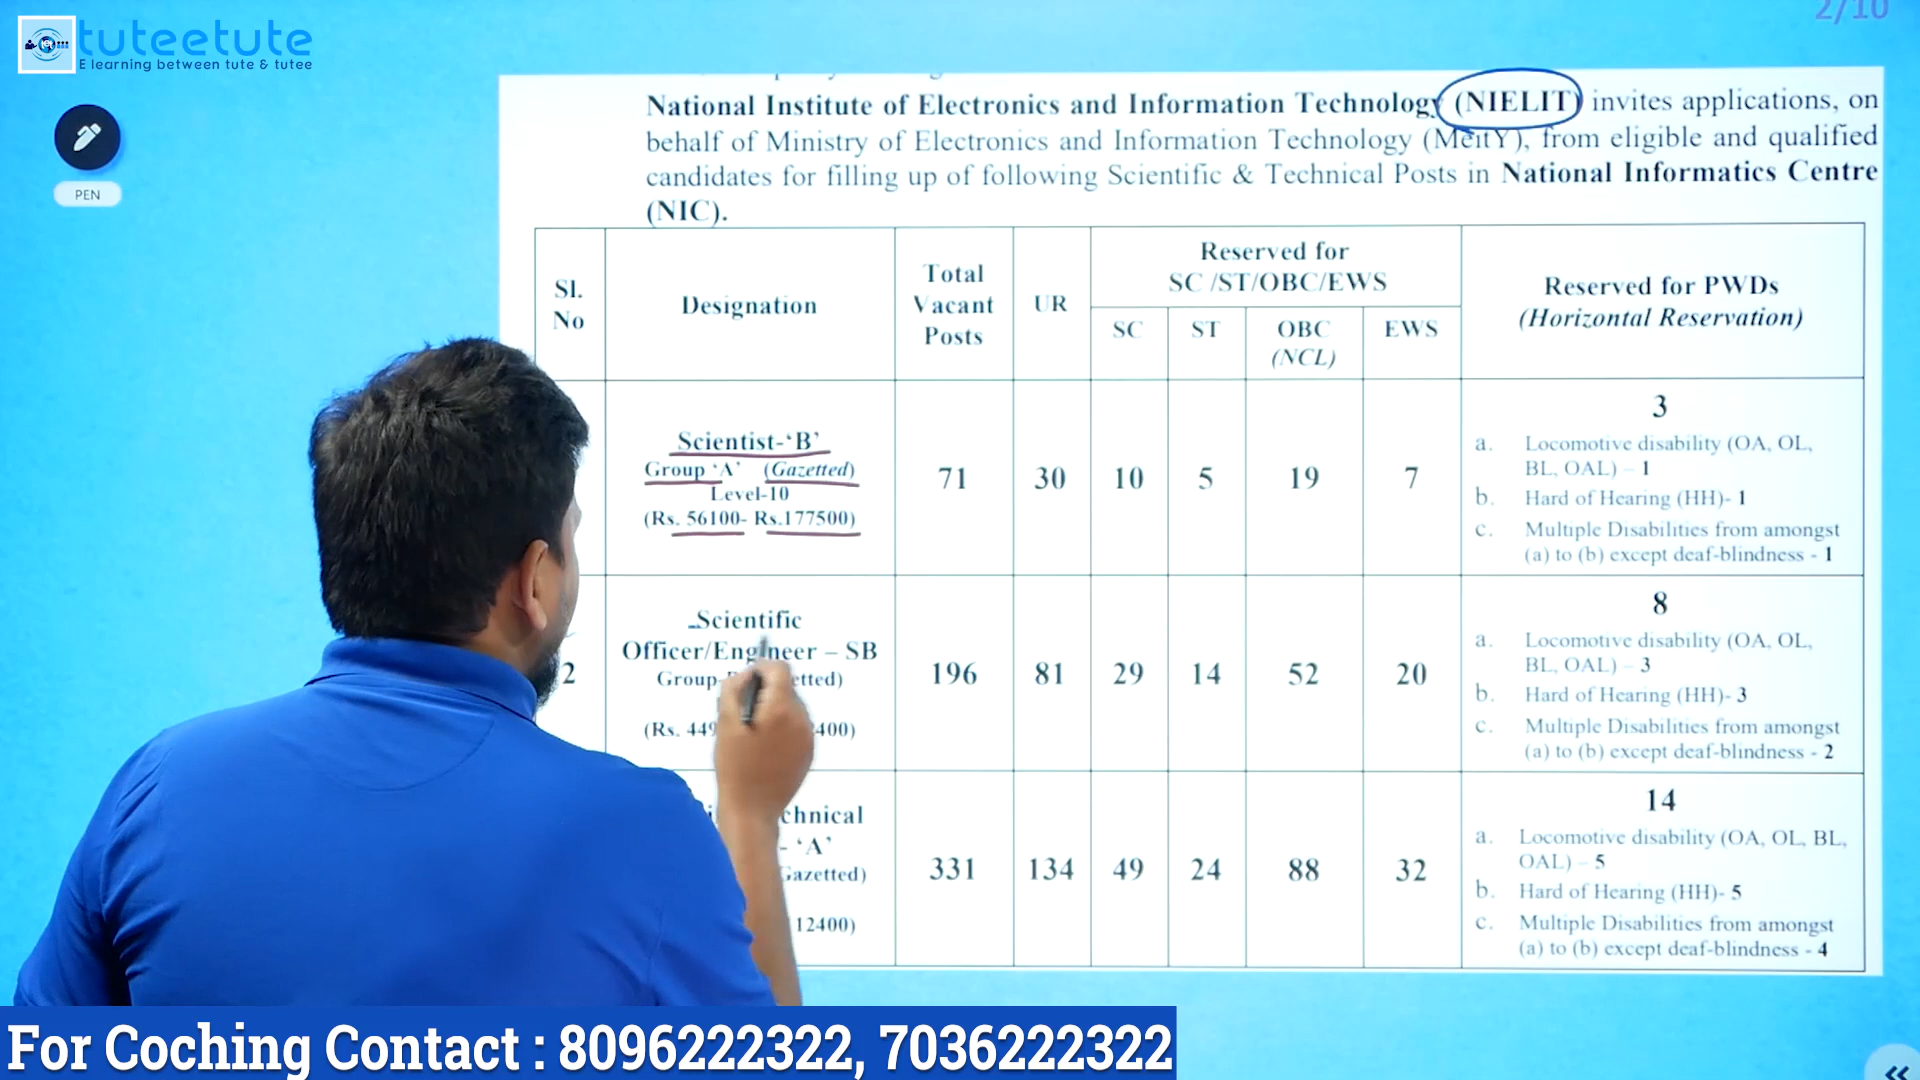 2/10
tuteetute
E learning between tute & tutee
PEN
National Institute of Electronics and Information Technology (NIELIT) invites applications, on
behalf of Ministry of Electronics and Information Technology (MeitY), from eligible and qualified
candidates for filling up of following Scientific & Technical Posts in National Informatics Centre
(NIC).
Sl. No
Designation
Total Vacant Posts
UR
Reserved for
SC /ST/OBC/EWS
SC ST OBC (NCL) EWS
Reserved for PWDs
(Horizontal Reservation)
Scientist-‘B’
Group ‘A’ (Gazetted)
Level-10
(Rs. 56100- Rs.177500)
71 30 10 5 19 7
3
a. Locomotive disability (OA, OL,
BL, OAL) – 1
b. Hard of Hearing (HH)- 1
c. Multiple Disabilities from amongst
(a) to (b) except deaf-blindness - 1
2
Scientific
Officer/Engineer – SB
Group-
(Rs.
196 81 29 14 52 20
8
a. Locomotive disability (OA, OL,
BL, OAL) – 3
b. Hard of Hearing (HH)- 3
c. Multiple Disabilities from amongst
(a) to (b) except deaf-blindness - 2
chnical
- ‘A’
Gazetted)
12400)
331 134 49 24 88 32
14
a. Locomotive disability (OA, OL, BL,
OAL) – 5
b. Hard of Hearing (HH)- 5
c. Multiple Disabilities from amongst
(a) to (b) except deaf-blindness - 4
For Coching Contact : 8096222322, 7036222322